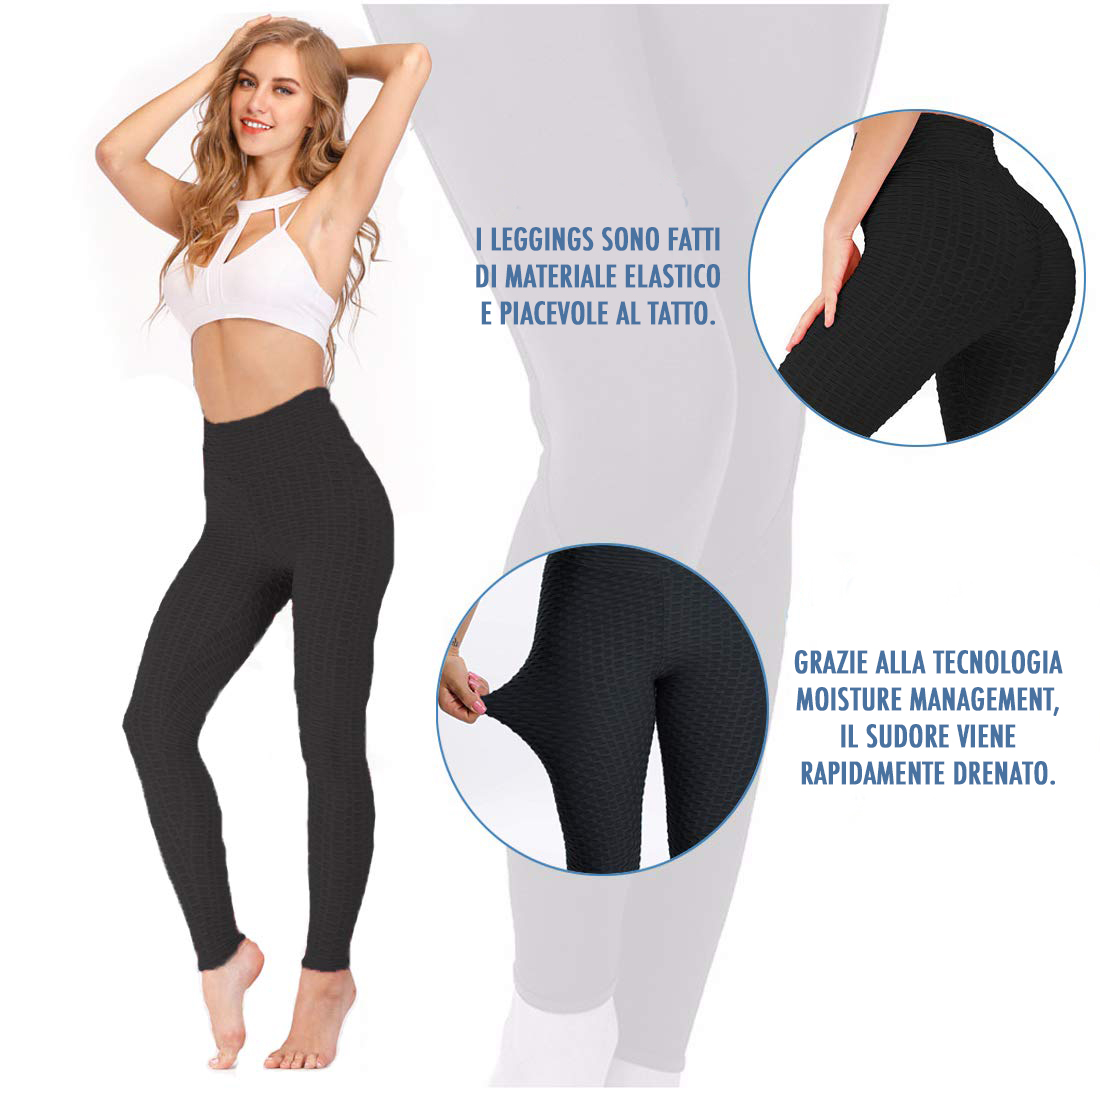 I LEGGINGS SONO FATTI
DI MATERIALE ELASTICO
E PIACEVOLE AL TATTO.
GRAZIE ALLA TECNOLOGIA
MOISTURE MANAGEMENT,
IL SUDORE VIENE
RAPIDAMENTE DRENATO.